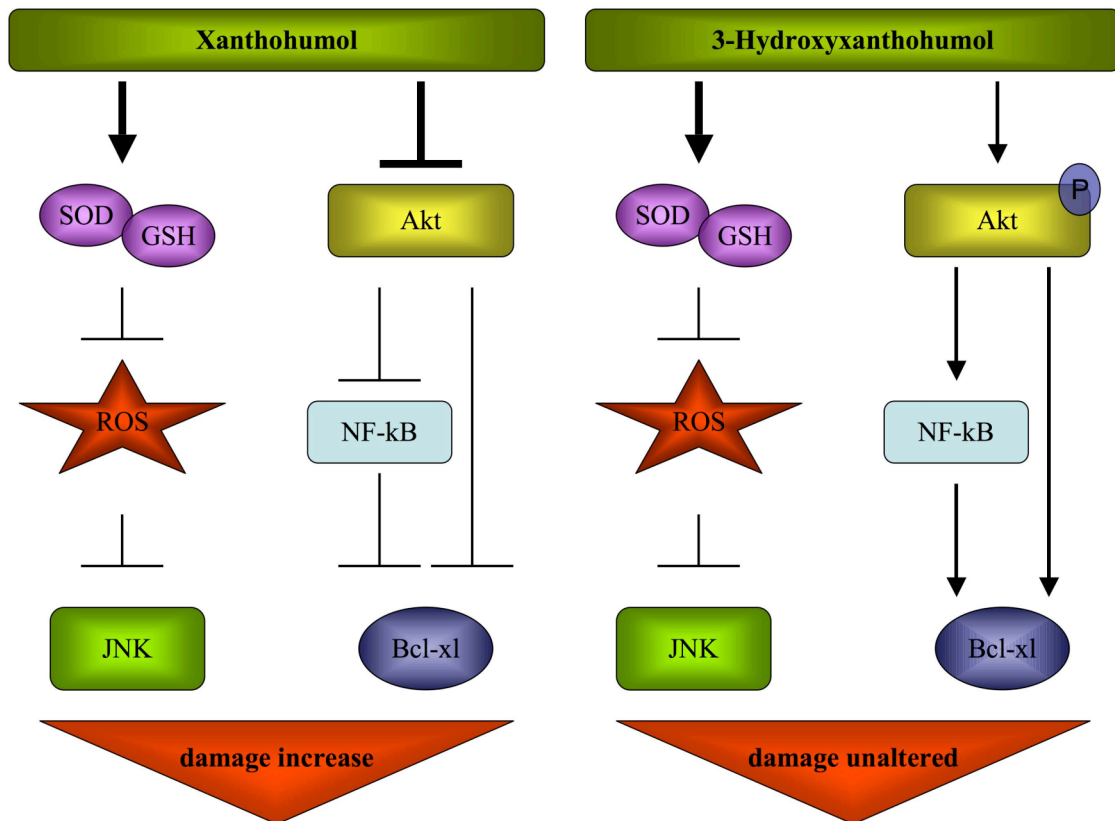 Xanthohumol
SOD
GSH
Akt
ROS
NF-kB
JNK
Bcl-xl
damage increase
3-Hydroxyxanthohumol
SOD
GSH
Akt
P
ROS
NF-kB
JNK
Bcl-xl
damage unaltered